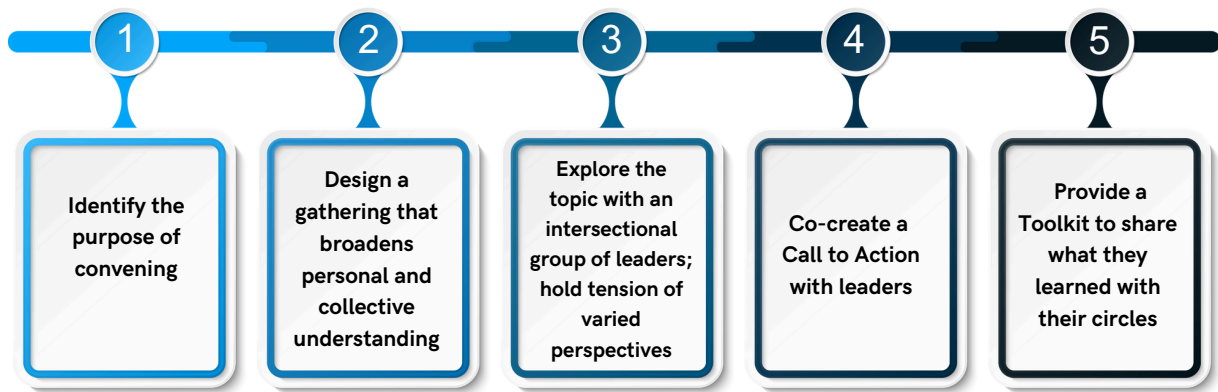 1
2
3
4
5
Identify the
purpose of
convening
Design a
gathering that
broadens
personal and
collective
understanding
Explore the
topic with an
intersectional
group of leaders;
hold tension of
varied
perspectives
Co-create a
Call to Action
with leaders
Provide a
Toolkit to share
what they
learned with
their circles